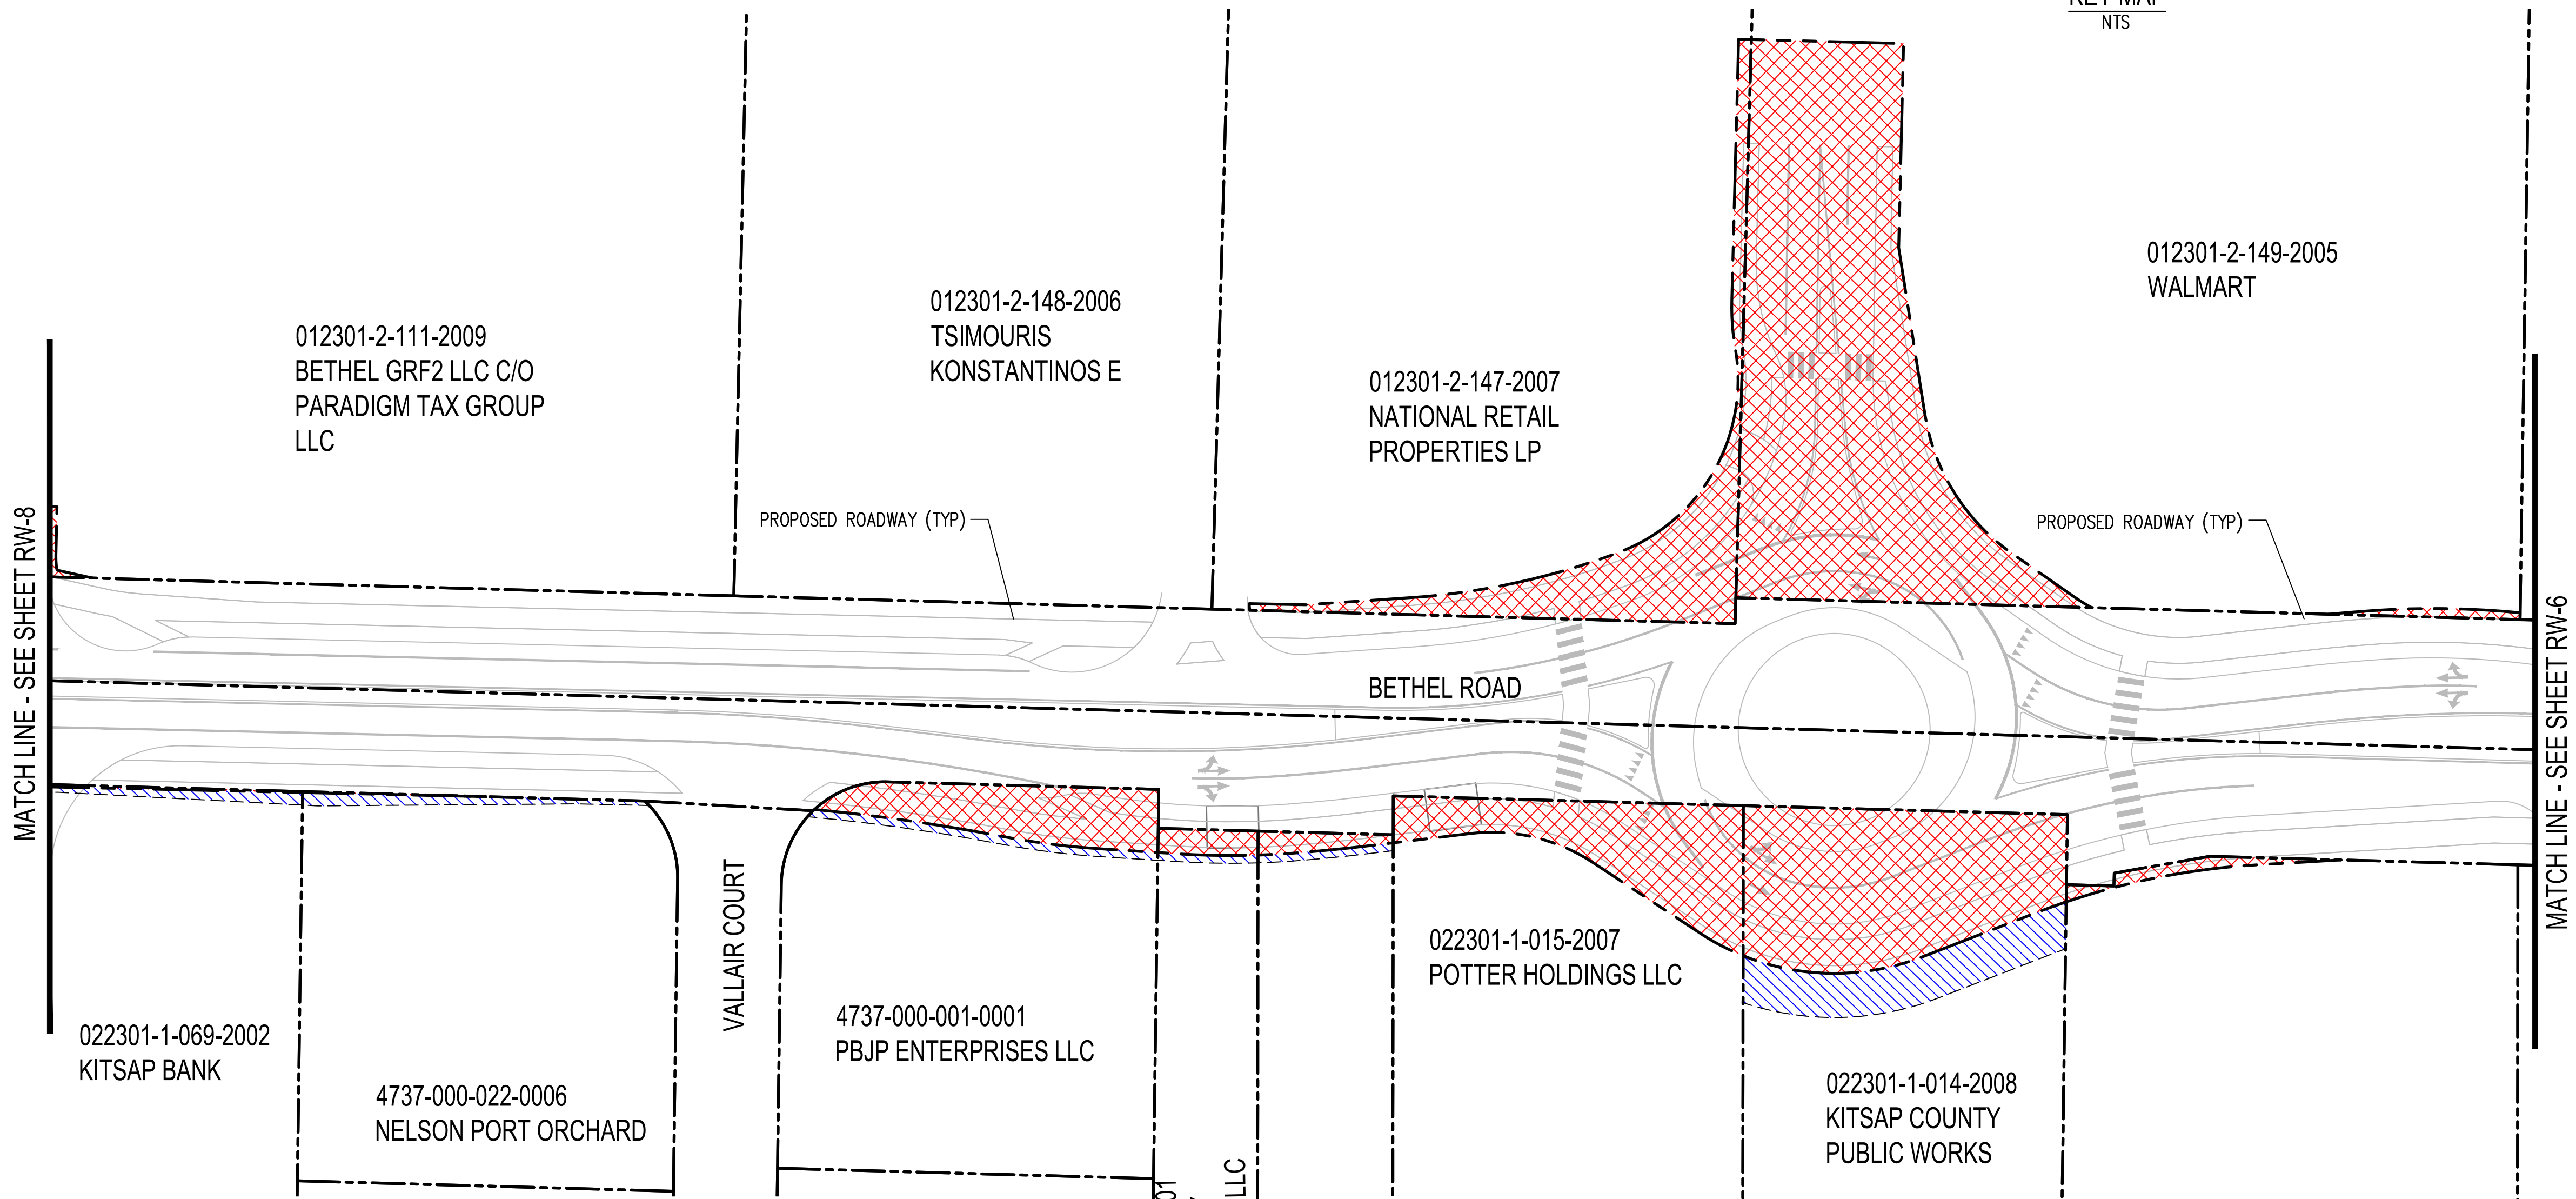 NTS
012301-2-149-2005
WALMART
012301-2-148-2006
TSIMOURIS
KONSTANTINOS E
012301-2-111-2009
BETHEL GRF2 LLC C/O
PARADIGM TAX GROUP
LLC
012301-2-147-2007
NATIONAL RETAIL
PROPERTIES LP
PROPOSED ROADWAY (TYP)
PROPOSED ROADWAY (TYP)
MATCH LINE - SEE SHEET RW-8
BETHEL ROAD
MATCH LINE - SEE SHEET RW-6
VALLAIR COURT
022301-1-015-2007
POTTER HOLDINGS LLC
4737-000-001-0001
PBJP ENTERPRISES LLC
022301-1-069-2002
KITSAP BANK
4737-000-022-0006
NELSON PORT ORCHARD
022301-1-014-2008
KITSAP COUNTY
PUBLIC WORKS
01
LLC